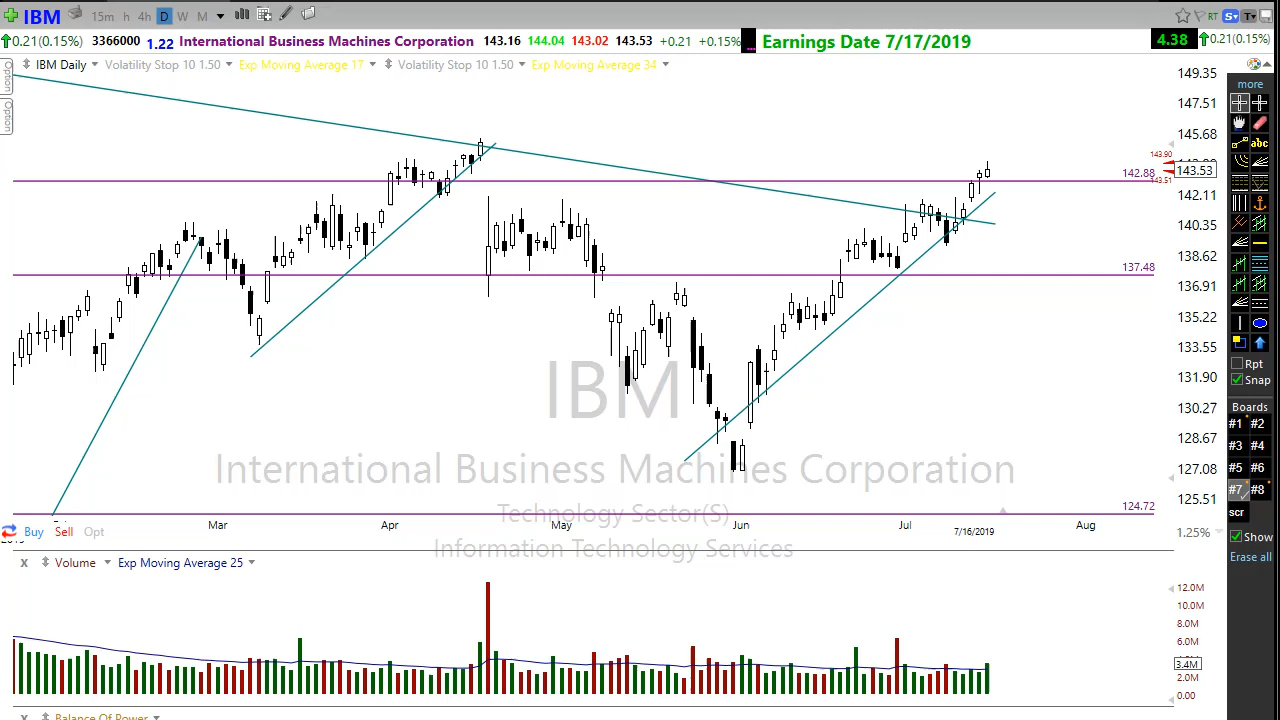 IBM 15m h 4h D W M RT S T
0.21(0.15%) 3366000 1.22 International Business Machines Corporation 143.16 144.04 143.02 143.53 +0.21 +0.15% ... Earnings Date 7/17/2019 4.38 0.21(0.15%)
IBM Daily Volatility Stop 10 1.50 Exp Moving Average 17 Volatility Stop 10 1.50 Exp Moving Average 34
Option
Option
149.35
147.51
145.68
143.90
143.53
142.88
143.51
142.11
140.35
138.62
137.48
136.91
135.22
133.55
131.90
130.27
128.67
127.08
125.51
124.72
IBM
International Business Machines Corporation
Technology Sector(S)
Information Technology Services
Mar Apr May Jun Jul 7/16/2019 Aug
Buy Sell Opt 1.25%
x Volume Exp Moving Average 25
12.0M
10.0M
8.0M
6.0M
3.4M
2.0M
0.00
x Balance Of Power
more
abc
Rpt
Snap
Boards
#1 #2
#3 #4
#5 #6
#7 #8
scr
Show
Erase all